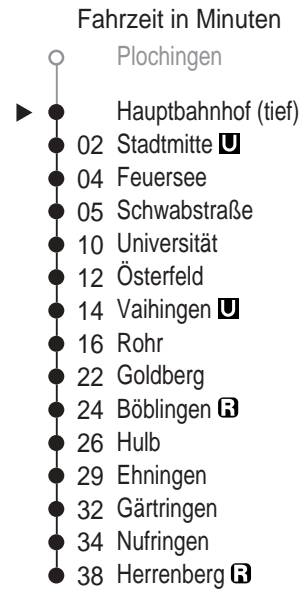 Fahrzeit in Minuten
Plochingen
Hauptbahnhof (tief)
02 Stadtmitte U
04 Feuersee
05 Schwabstraße
10 Universität
12 Österfeld
14 Vaihingen U
16 Rohr
22 Goldberg
24 Böblingen R
26 Hulb
29 Ehningen
32 Gärtringen
34 Nufringen
38 Herrenberg R